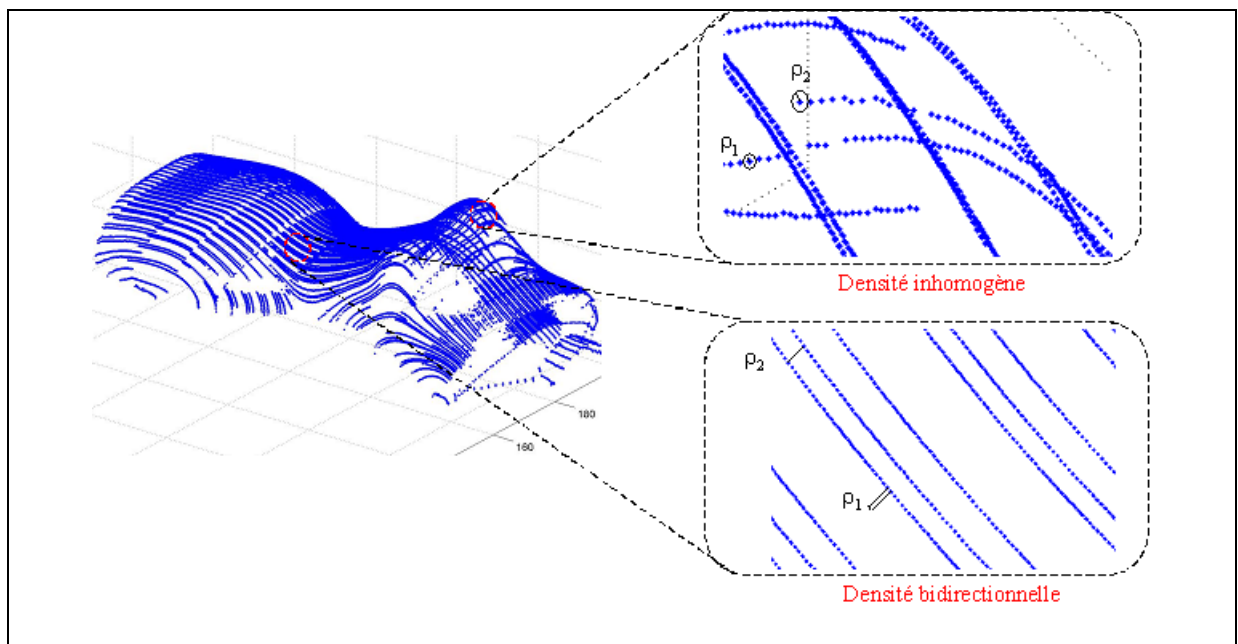 ρ2
ρ1
Densité inhomogène
180
160
ρ2
ρ1
Densité bidirectionnelle